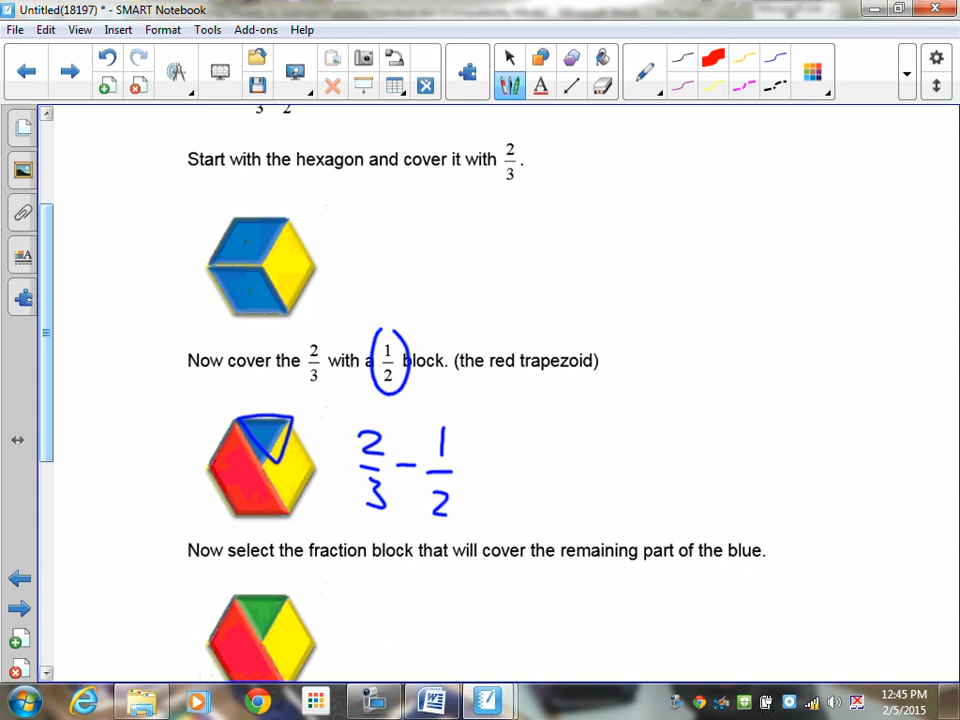 Untitled(18197) * - SMART Notebook
File Edit View Insert Format Tools Add-ons Help
3 2
Start with the hexagon and cover it with 2/3.
Now cover the 2/3 with a 1/2 block. (the red trapezoid)
2/3 - 1/2
Now select the fraction block that will cover the remaining part of the blue.
12:45 PM
2/5/2015